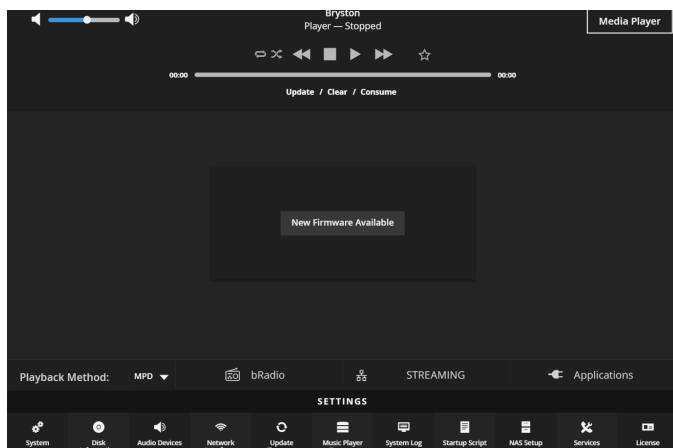 Bryston
Player — Stopped
Media Player
00:00
00:00
Update / Clear / Consume
New Firmware Available
Playback Method: MPD
bRadio
STREAMING
Applications
SETTINGS
System
Disk
Audio Devices
Network
Update
Music Player
System Log
Startup Script
NAS Setup
Services
License